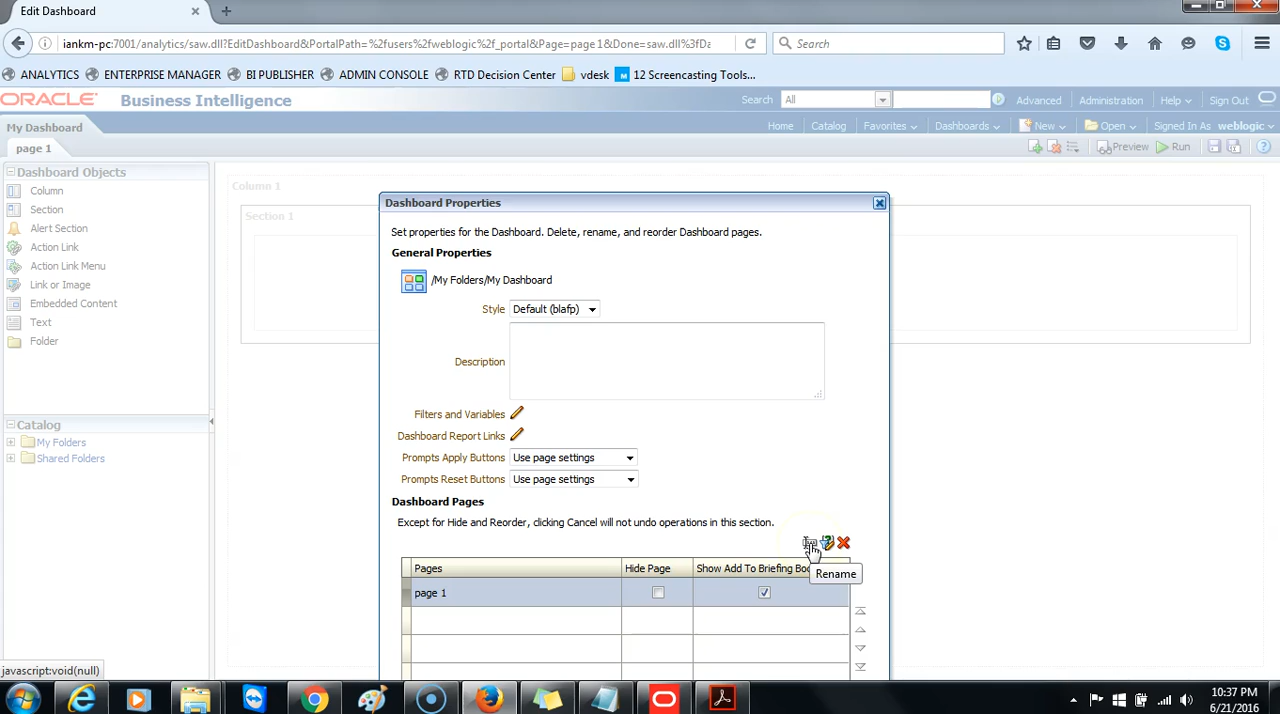 Edit Dashboard
iankm-pc:7001/analytics/saw.dll?EditDashboard&PortalPath=%2fusers%2fweblogic%2f_portal&Page=page1&Done=saw.dll%3fDa
Search
ANALYTICS ENTERPRISE MANAGER BI PUBLISHER ADMIN CONSOLE RTD Decision Center vdesk 12 Screencasting Tools...
ORACLE Business Intelligence
Search All Advanced Administration Help Sign Out
My Dashboard
Home Catalog Favorites Dashboards New Open Signed In As weblogic
page 1
Preview Run
Dashboard Objects
Column
Section
Alert Section
Action Link
Action Link Menu
Link or Image
Embedded Content
Text
Folder
Catalog
My Folders
Shared Folders
Column 1
Section 1
Dashboard Properties
Set properties for the Dashboard. Delete, rename, and reorder Dashboard pages.
General Properties
/My Folders/My Dashboard
Style Default (blafp)
Description
Filters and Variables
Dashboard Report Links
Prompts Apply Buttons Use page settings
Prompts Reset Buttons Use page settings
Dashboard Pages
Except for Hide and Reorder, clicking Cancel will not undo operations in this section.
Rename
Pages Hide Page Show Add To Briefing
page 1
javascript:void(null)
10:37 PM
6/21/2016